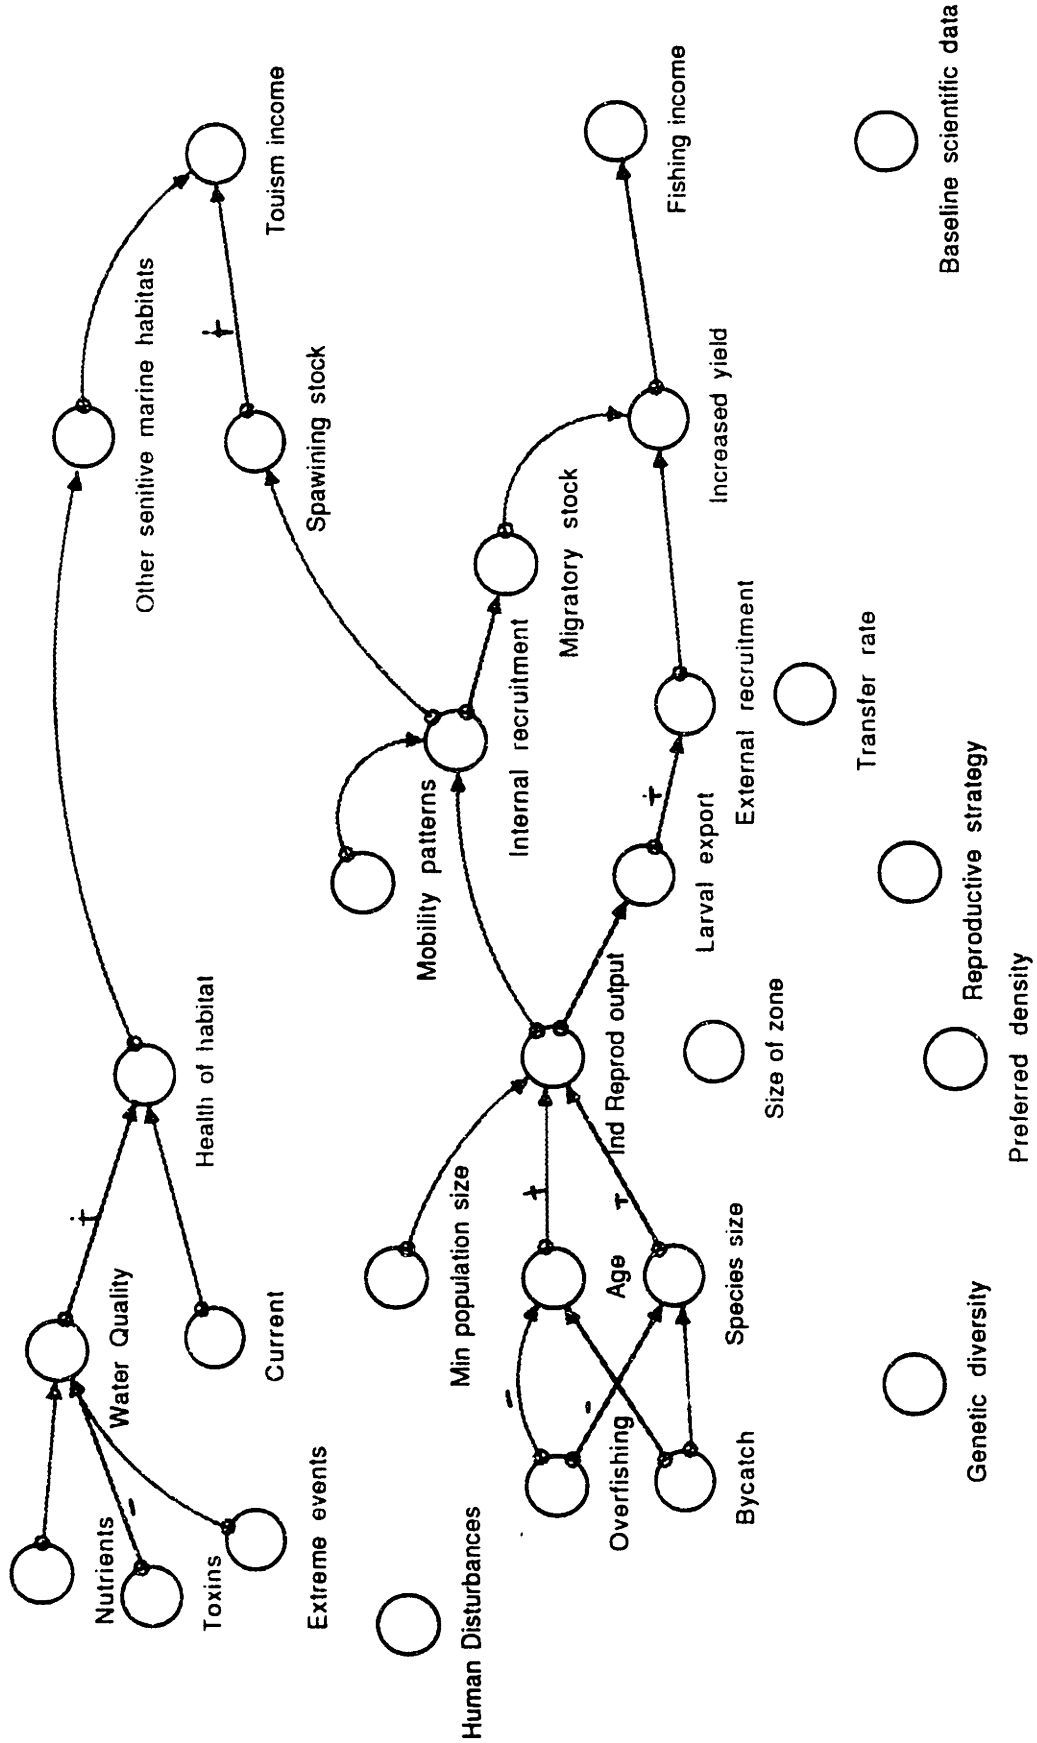 Nutrients
Toxins
Extreme events
Water Quality
Current
Health of habitat
Other senitive marine habitats
Touism income
Spawining stock
Human Disturbances
Min population size
Mobility patterns
Internal recruitment
Migratory stock
Overfishing
Bycatch
Age
Species size
Ind Reprod output
Larval export
External recruitment
Increased yield
Fishing income
Size of zone
Transfer rate
Genetic diversity
Preferred density
Reproductive strategy
Baseline scientific data
+
-
+
-
-
+
+
+